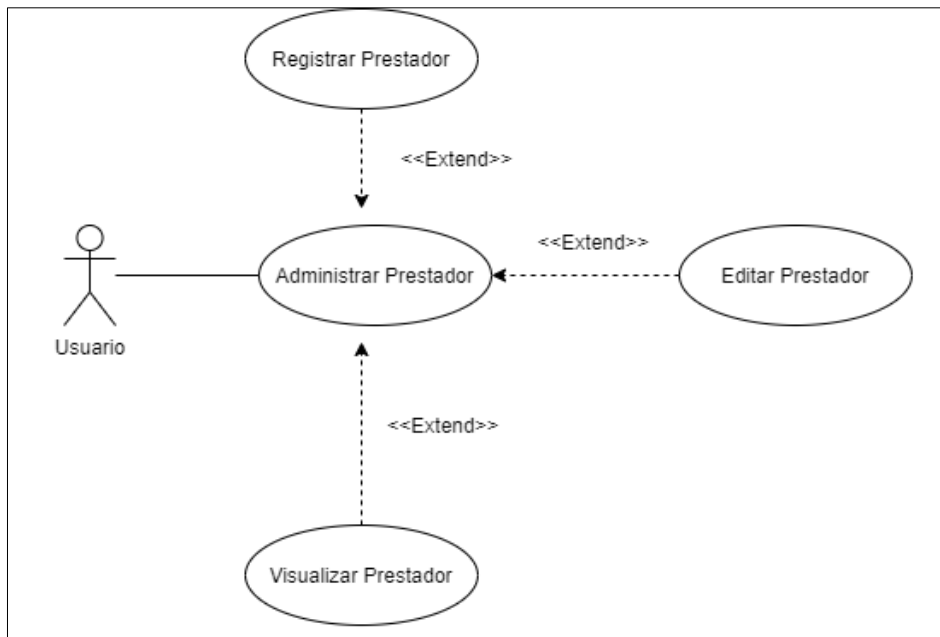 Registrar Prestador
<<Extend>>
<<Extend>>
Administrar Prestador
Editar Prestador
Usuario
<<Extend>>
Visualizar Prestador